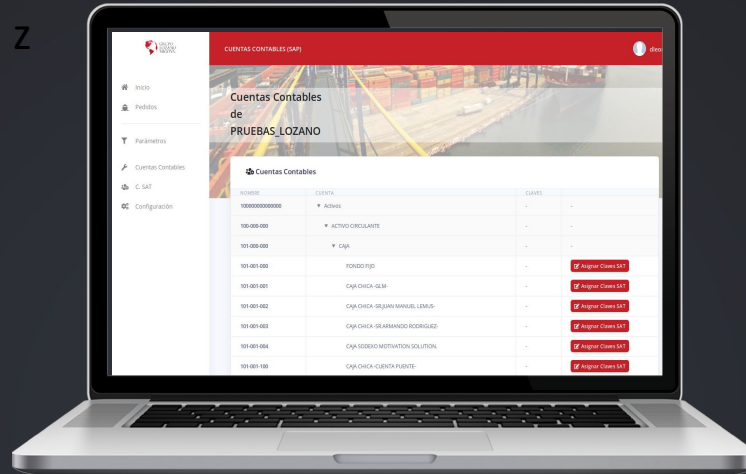 Z
GRUPO
LOZANO
CUENTAS CONTABLES (SAP)
Inicio
Pedidos
Parámetros
Cuentas Contables
C. SAT
Configuración
Cuentas Contables
de
PRUEBAS_LOZANO
Cuentas Contables
NOMBRE CUENTA CLAVES
▼ Activos - -
100-000-000 ▼ ACTIVO CIRCULANTE - -
101-000-000 ▼ CAJA - -
101-001-000 FONDO FIJO - Asignar Claves SAT
101-001-001 CAJA CHICA -GLM- - Asignar Claves SAT
101-001-002 CAJA CHICA -SR.JUAN MANUEL LEMUS- - Asignar Claves SAT
101-001-003 CAJA CHICA -SR.ARMANDO RODRIGUEZ- - Asignar Claves SAT
101-001-004 CAJA SODEXO MOTIVATION SOLUTION. - Asignar Claves SAT
101-001-100 CAJA CHICA -CUENTA PUENTE- - Asignar Claves SAT